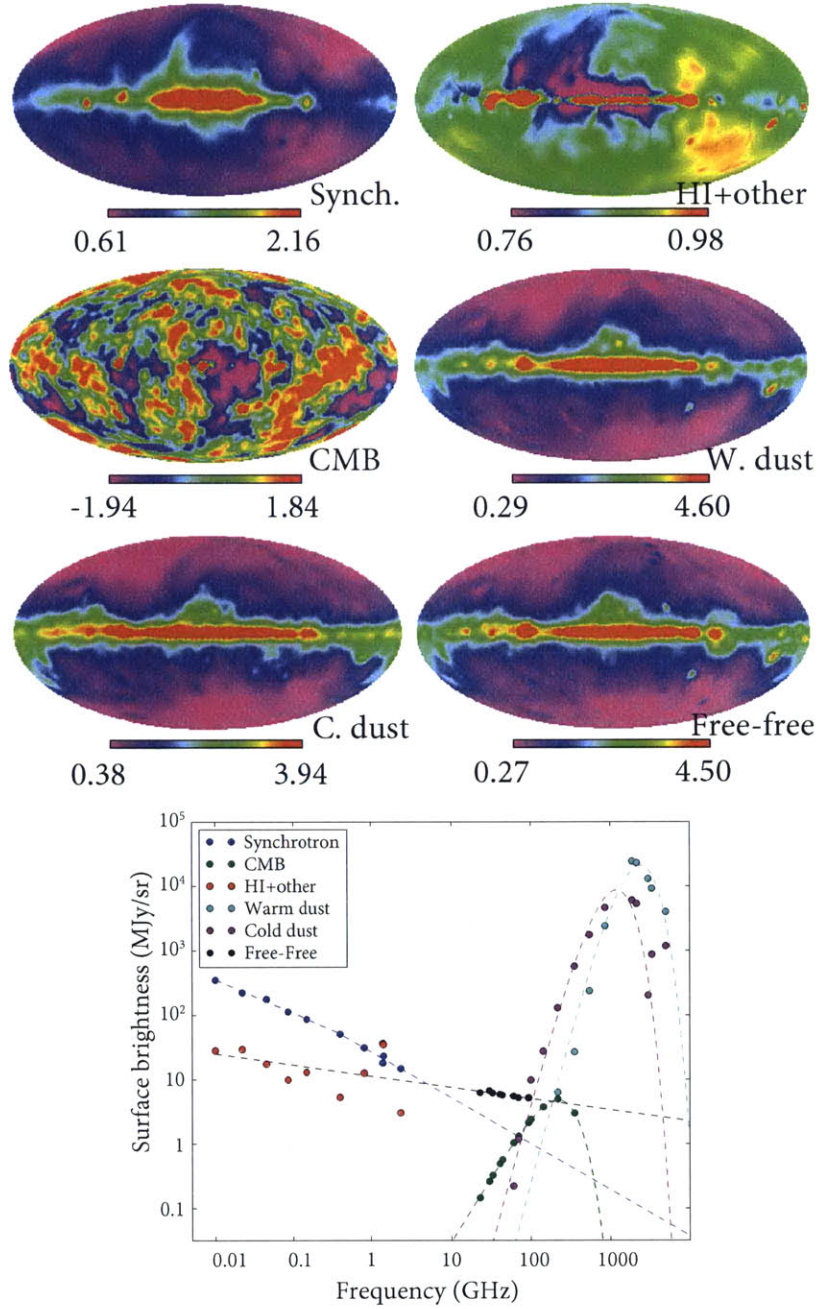 Synch.
0.61 2.16
HI+other
0.76 0.98
CMB
-1.94 1.84
W. dust
0.29 4.60
C. dust
0.38 3.94
Free-free
0.27 4.50
Surface brightness (MJy/sr)
10^5
10^4
10^3
10^2
10
1
0.1
Synchrotron
CMB
HI+other
Warm dust
Cold dust
Free-Free
0.01 0.1 1 10 100 1000
Frequency (GHz)